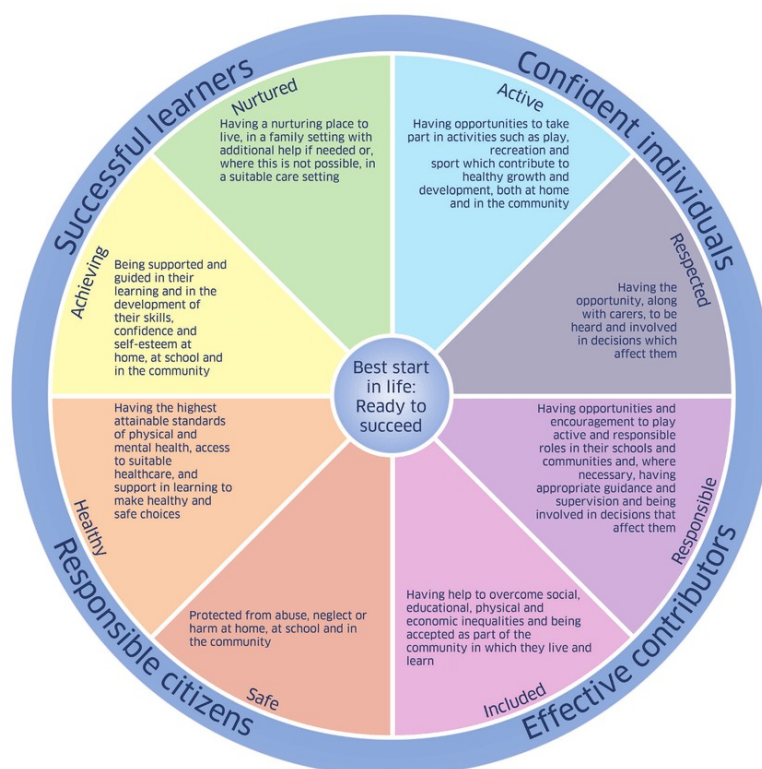 Successful learners
Confident individuals
Nurtured
Having a nurturing place to
live, in a family setting with
additional help if needed or,
where this is not possible, in
a suitable care setting
Active
Having opportunities to take
part in activities such as play,
recreation and
sport which contribute to
healthy growth and
development, both at home
and in the community
Achieving
Being supported and
guided in their
learning and in the
development of
their skills,
confidence and
self-esteem at
home, at school and
in the community
Respected
Having the
opportunity, along
with carers, to be
heard and involved
in decisions which
affect them
Best start
in life:
Ready to
succeed
Healthy
Having the highest
attainable standards
of physical and
mental health, access
to suitable
healthcare, and
support in learning to
make healthy and
safe choices
Responsible
Having opportunities and
encouragement to play
active and responsible
roles in their schools and
communities and, where
necessary, having
appropriate guidance and
supervision and being
involved in decisions that
affect them
Protected from abuse, neglect or
harm at home, at school and in
the community
Safe
Having help to overcome social,
educational, physical and
economic inequalities and being
accepted as part of the
community in which they live and
learn
Included
Responsible citizens
Effective contributors